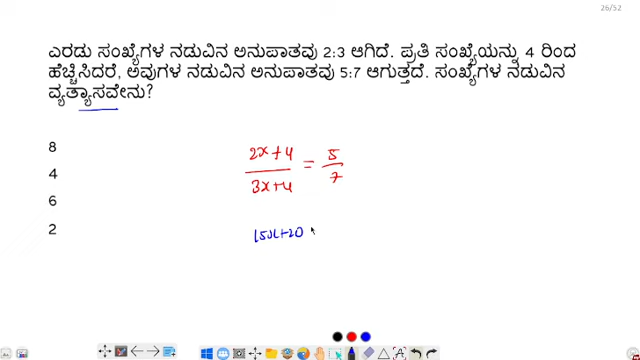 26/52
ಎರಡು ಸಂಖ್ಯೆಗಳ ನಡುವಿನ ಅನುಪಾತವು 2:3 ಆಗಿದೆ. ಪ್ರತಿ ಸಂಖ್ಯೆಯನ್ನು 4 ರಿಂದ
ಹೆಚ್ಚಿಸಿದರೆ, ಅವುಗಳ ನಡುವಿನ ಅನುಪಾತವು 5:7 ಆಗುತ್ತದೆ. ಸಂಖ್ಯೆಗಳ ನಡುವಿನ
ವ್ಯತ್ಯಾಸವೇನು?
8
4
6
2
2x+4 / 3x+4 = 5/7
15x+20